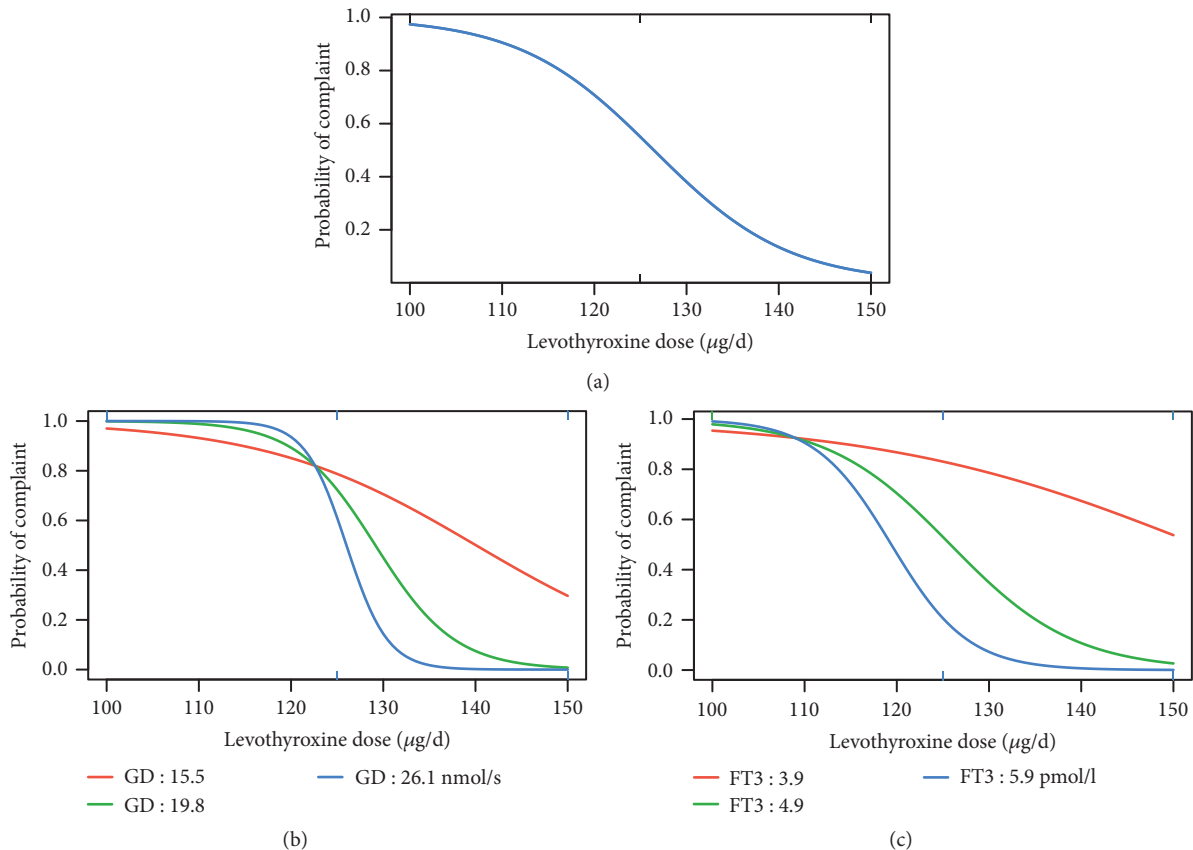 Probability of complaint
1.0
0.8
0.6
0.4
0.2
100 110 120 130 140 150
Levothyroxine dose (μg/d)
(a)
Probability of complaint
1.0
0.8
0.6
0.4
0.2
0.0
100 110 120 130 140 150
Levothyroxine dose (μg/d)
GD : 15.5
GD : 19.8
GD : 26.1 nmol/s
(b)
Probability of complaint
1.0
0.8
0.6
0.4
0.2
0.0
100 110 120 130 140 150
Levothyroxine dose (μg/d)
FT3 : 3.9
FT3 : 4.9
FT3 : 5.9 pmol/l
(c)